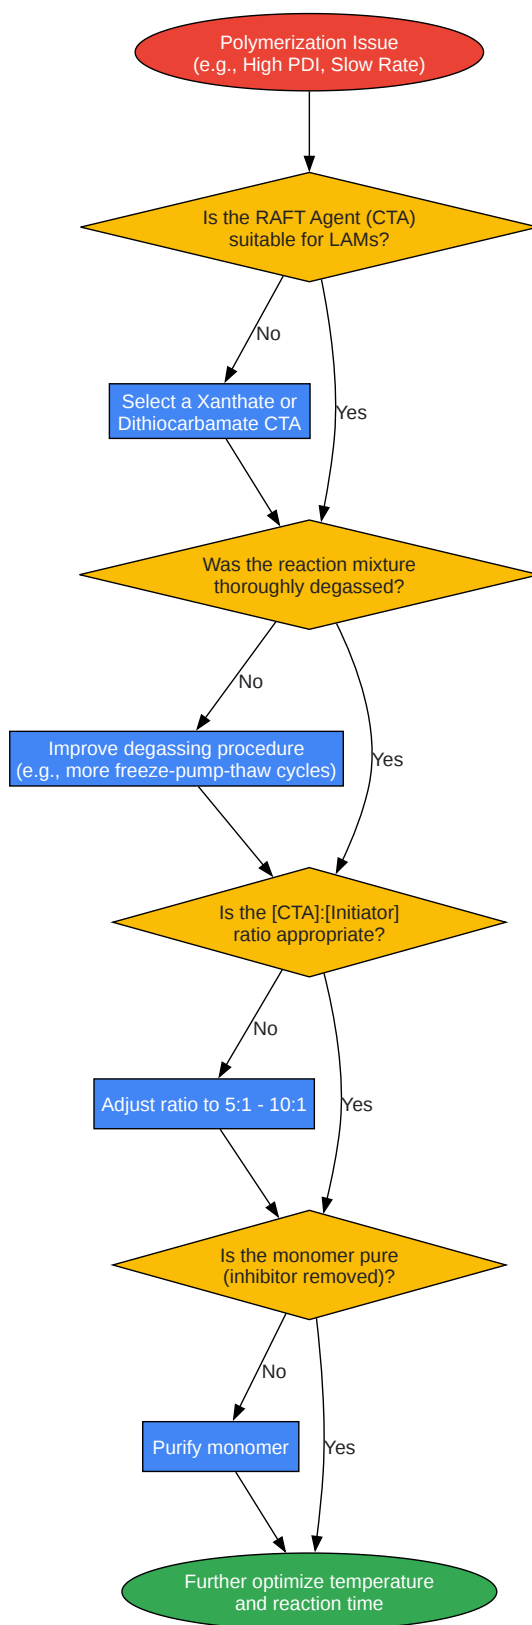 Polymerization Issue
(e.g., High PDI, Slow Rate)
Is the RAFT Agent (CTA)
suitable for LAMs?
No
Yes
Select a Xanthate or
Dithiocarbamate CTA
Was the reaction mixture
thoroughly degassed?
No
Yes
Improve degassing procedure
(e.g., more freeze-pump-thaw cycles)
Is the [CTA]:[Initiator]
ratio appropriate?
No
Yes
Adjust ratio to 5:1 - 10:1
Is the monomer pure
(inhibitor removed)?
No
Yes
Purify monomer
Further optimize temperature
and reaction time